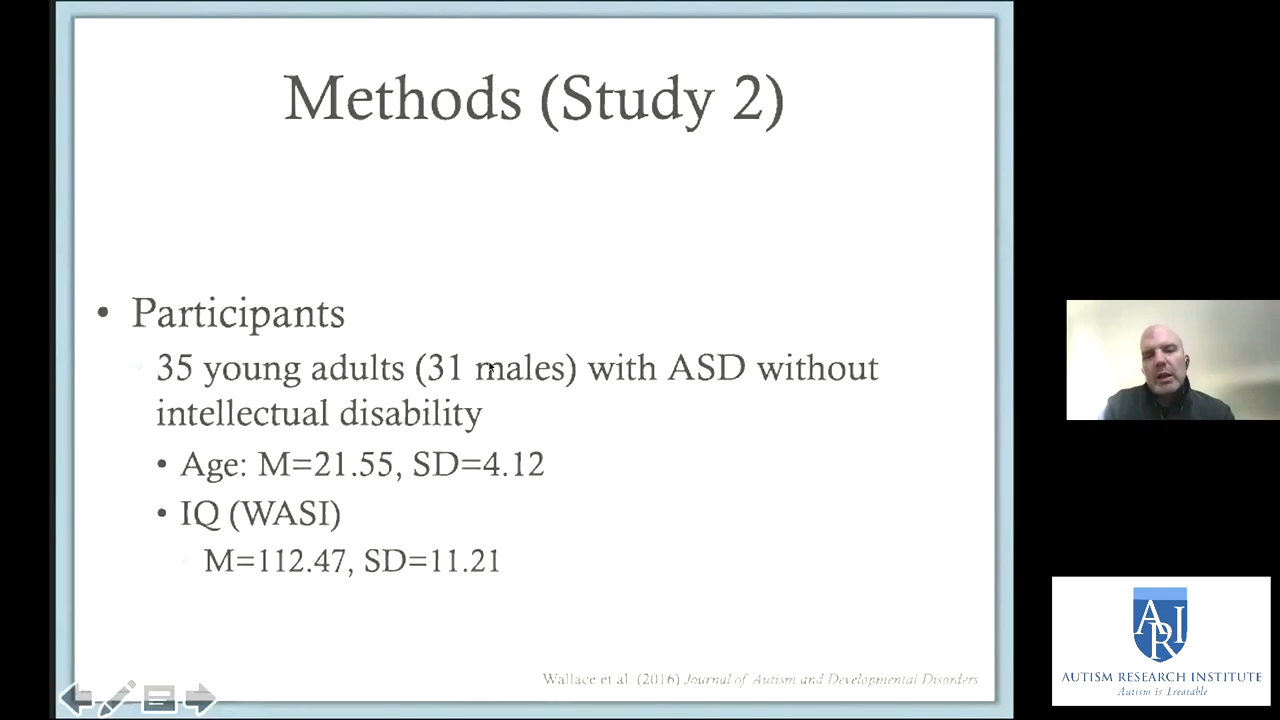 Methods (Study 2)
• Participants
35 young adults (31 males) with ASD without
intellectual disability
• Age: M=21.55, SD=4.12
• IQ (WASI)
M=112.47, SD=11.21
Wallace et al. (2016) Journal of Autism and Developmental Disorders
ARI
AUTISM RESEARCH INSTITUTE
Autism is Treatable